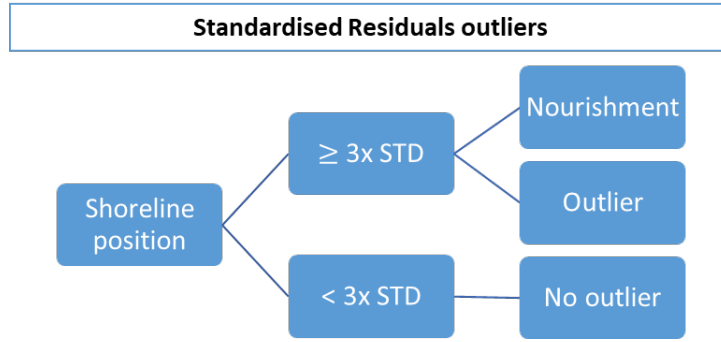 Standardised Residuals outliers
Nourishment
≥ 3x STD
Outlier
Shoreline
position
< 3x STD
No outlier